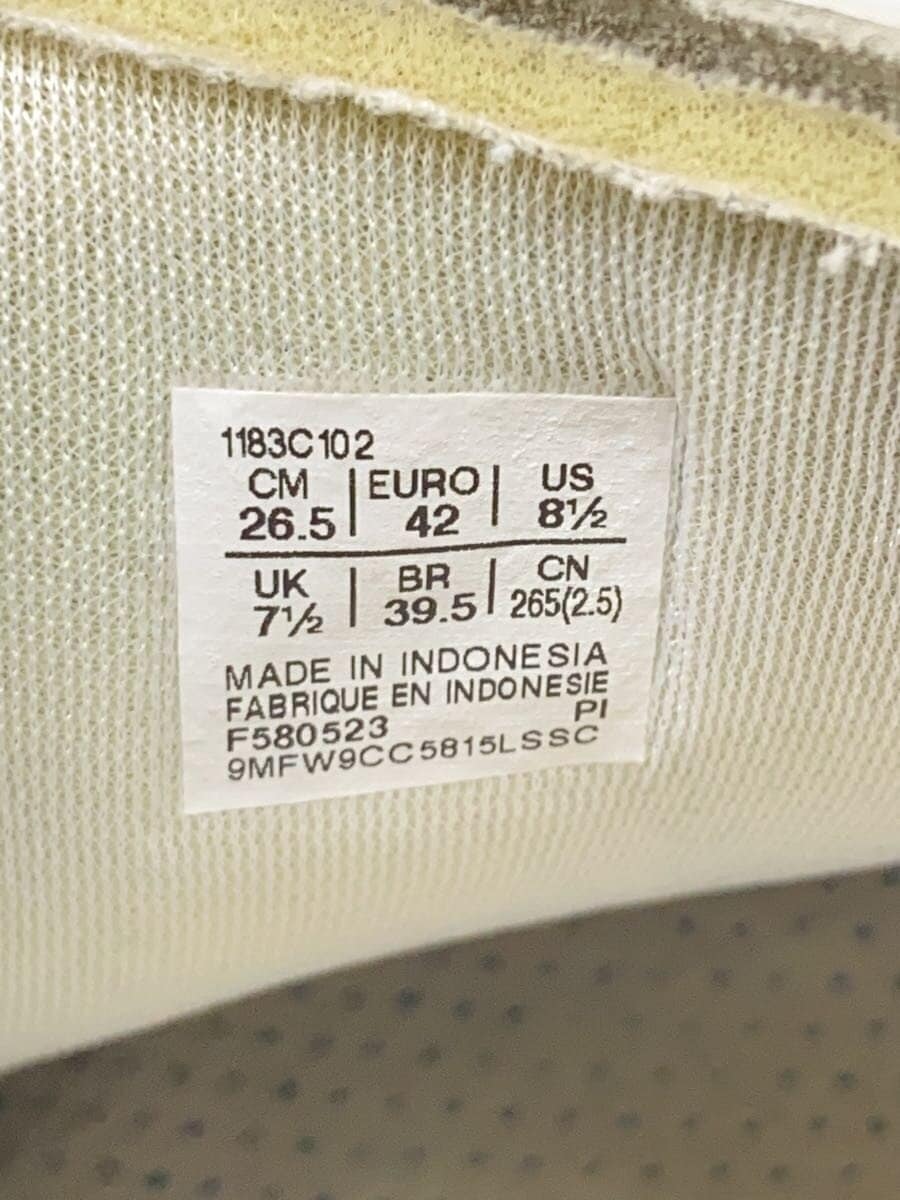 1183C102
CM | EURO | US
26.5 | 42 | 8½
UK | BR | CN
7½ | 39.5 | 265(2.5)
MADE IN INDONESIA
FABRIQUE EN INDONESIE
F580523 PI
9MFW9CC5815LSSC